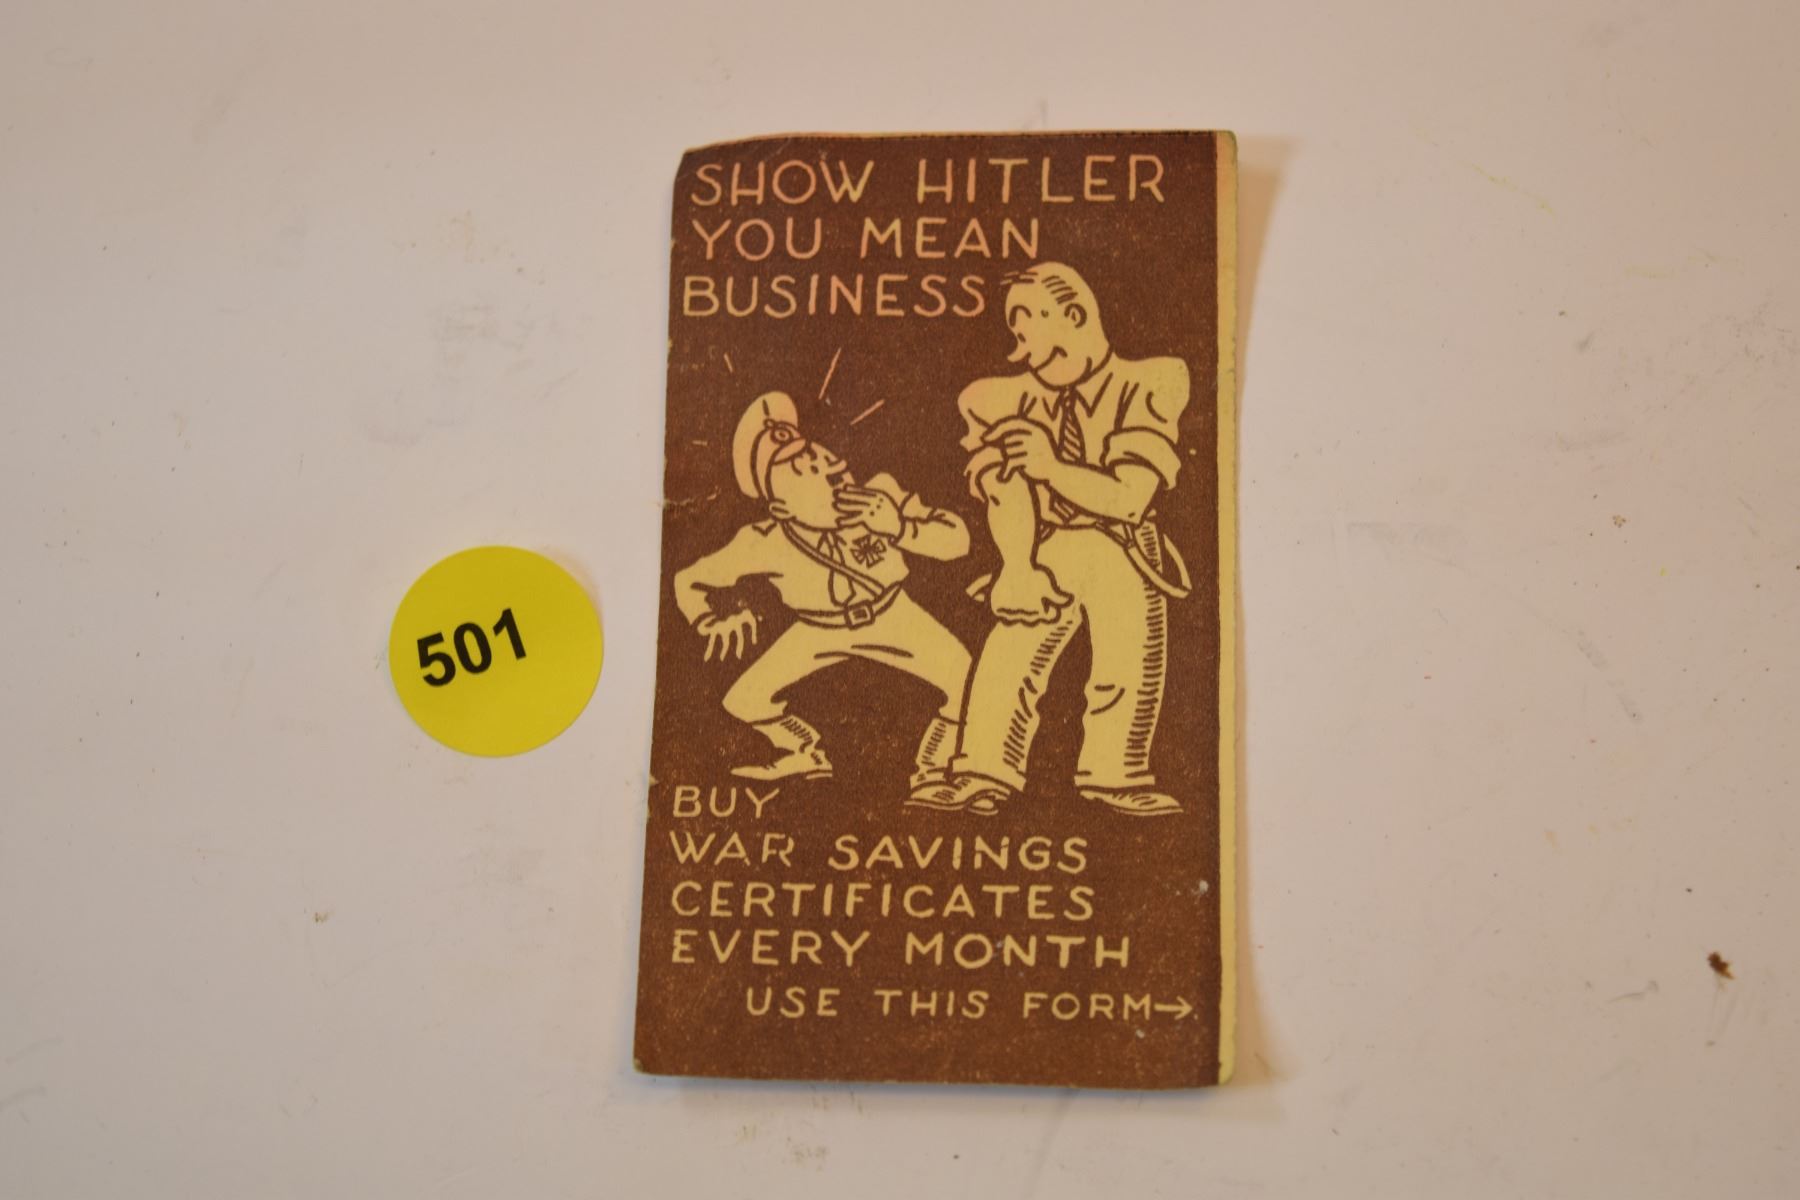 SHOW HITLER
YOU MEAN
BUSINESS
501
BUY
WAR SAVINGS
CERTIFICATES
EVERY MONTH
USE THIS FORM→